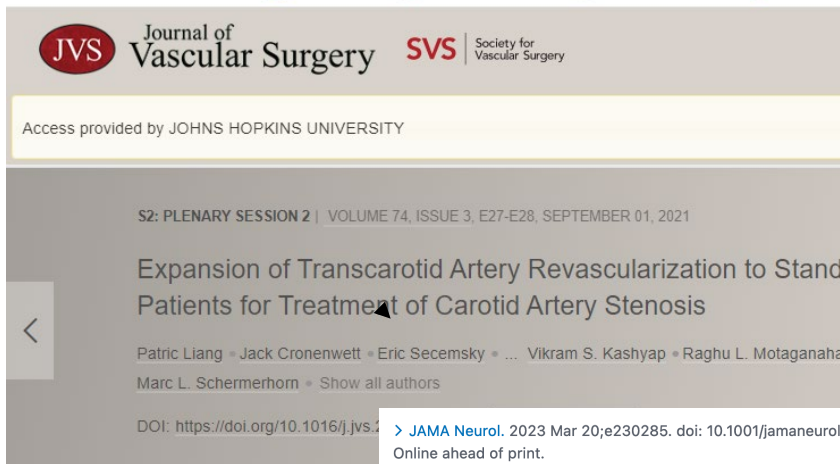 JVS
Journal of
Vascular Surgery
SVS
Society for
Vascular Surgery
Access provided by JOHNS HOPKINS UNIVERSITY
S2: PLENARY SESSION 2 | VOLUME 74, ISSUE 3, E27-E28, SEPTEMBER 01, 2021
Expansion of Transcarotid Artery Revascularization to Stand
Patients for Treatment of Carotid Artery Stenosis
Patric Liang • Jack Cronenwett • Eric Secemsky • ... Vikram S. Kashyap • Raghu L. Motaganaha
Marc L. Schermerhorn • Show all authors
DOI: https://doi.org/10.1016/j.jvs.2
> JAMA Neurol. 2023 Mar 20;e230285. doi: 10.1001/jamaneurol
Online ahead of print.